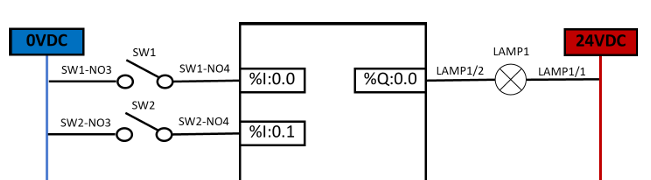 0VDC
24VDC
SW1
LAMP1
SW1-NO3
SW1-NO4
%I:0.0
%Q:0.0
LAMP1/2
LAMP1/1
SW2
SW2-NO3
SW2-NO4
%I:0.1